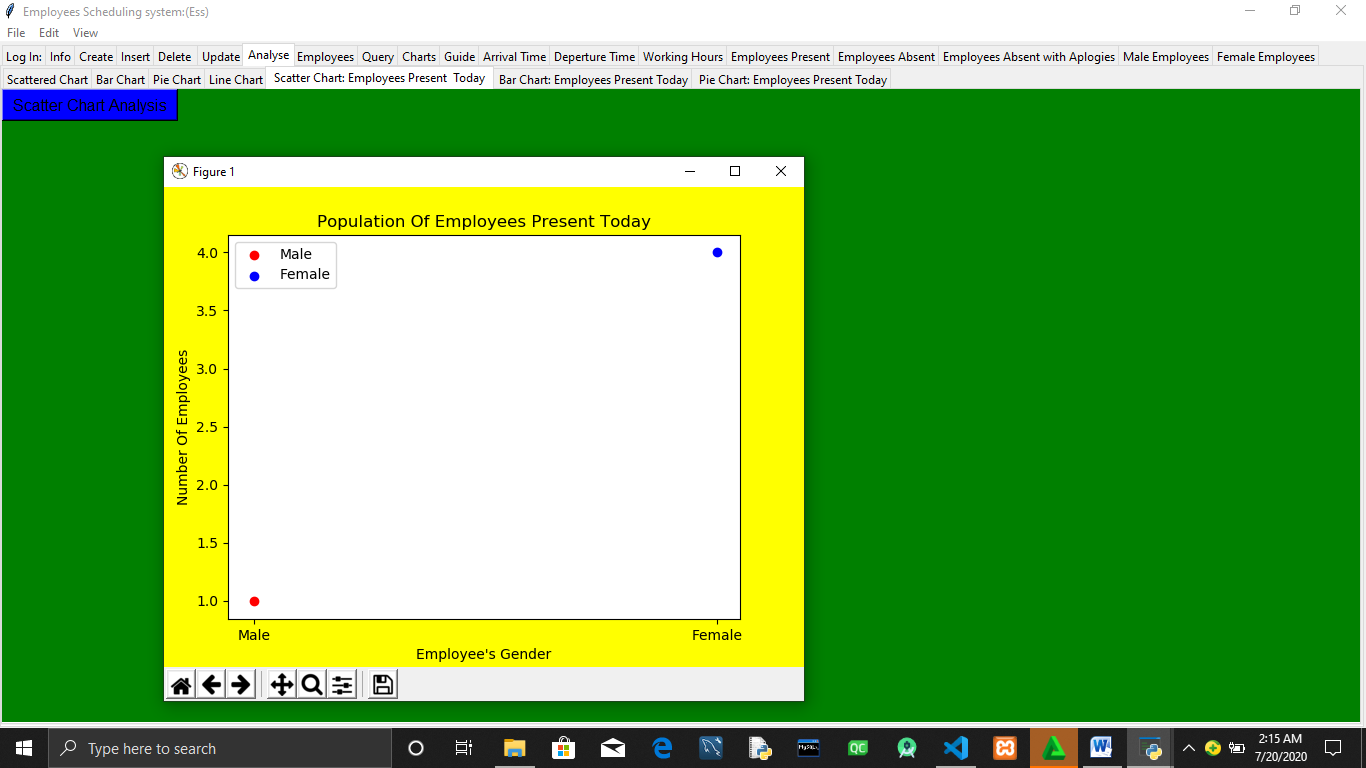 Employees Scheduling system:(Ess)
File Edit View
Log In: Info Create Insert Delete Update Analyse Employees Query Charts Guide Arrival Time Deperture Time Working Hours Employees Present Employees Absent Employees Absent with Aplogies Male Employees Female Employees
Scattered Chart Bar Chart Pie Chart Line Chart Scatter Chart: Employees Present Today Bar Chart: Employees Present Today Pie Chart: Employees Present Today
Scatter Chart Analysis
Figure 1
Population Of Employees Present Today
Male
Female
4.0
3.5
3.0
2.5
2.0
1.5
1.0
Number Of Employees
Male Female
Employee's Gender
Type here to search
MySQL
QC
W
2:15 AM
7/20/2020